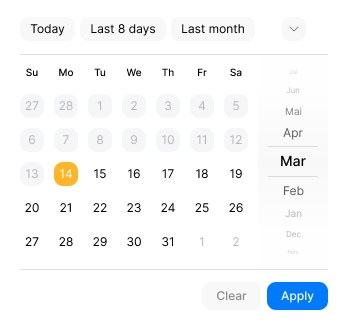 Today Last 8 days Last month
Su Mo Tu We Th Fr Sa
27 28 1 2 3 4 5
6 7 8 9 10 11 12
13 14 15 16 17 18 19
20 21 22 23 24 25 26
27 28 29 30 31 1 2
Jul
Jun
Mai
Apr
Mar
Feb
Jan
Dec
Nov
Clear Apply